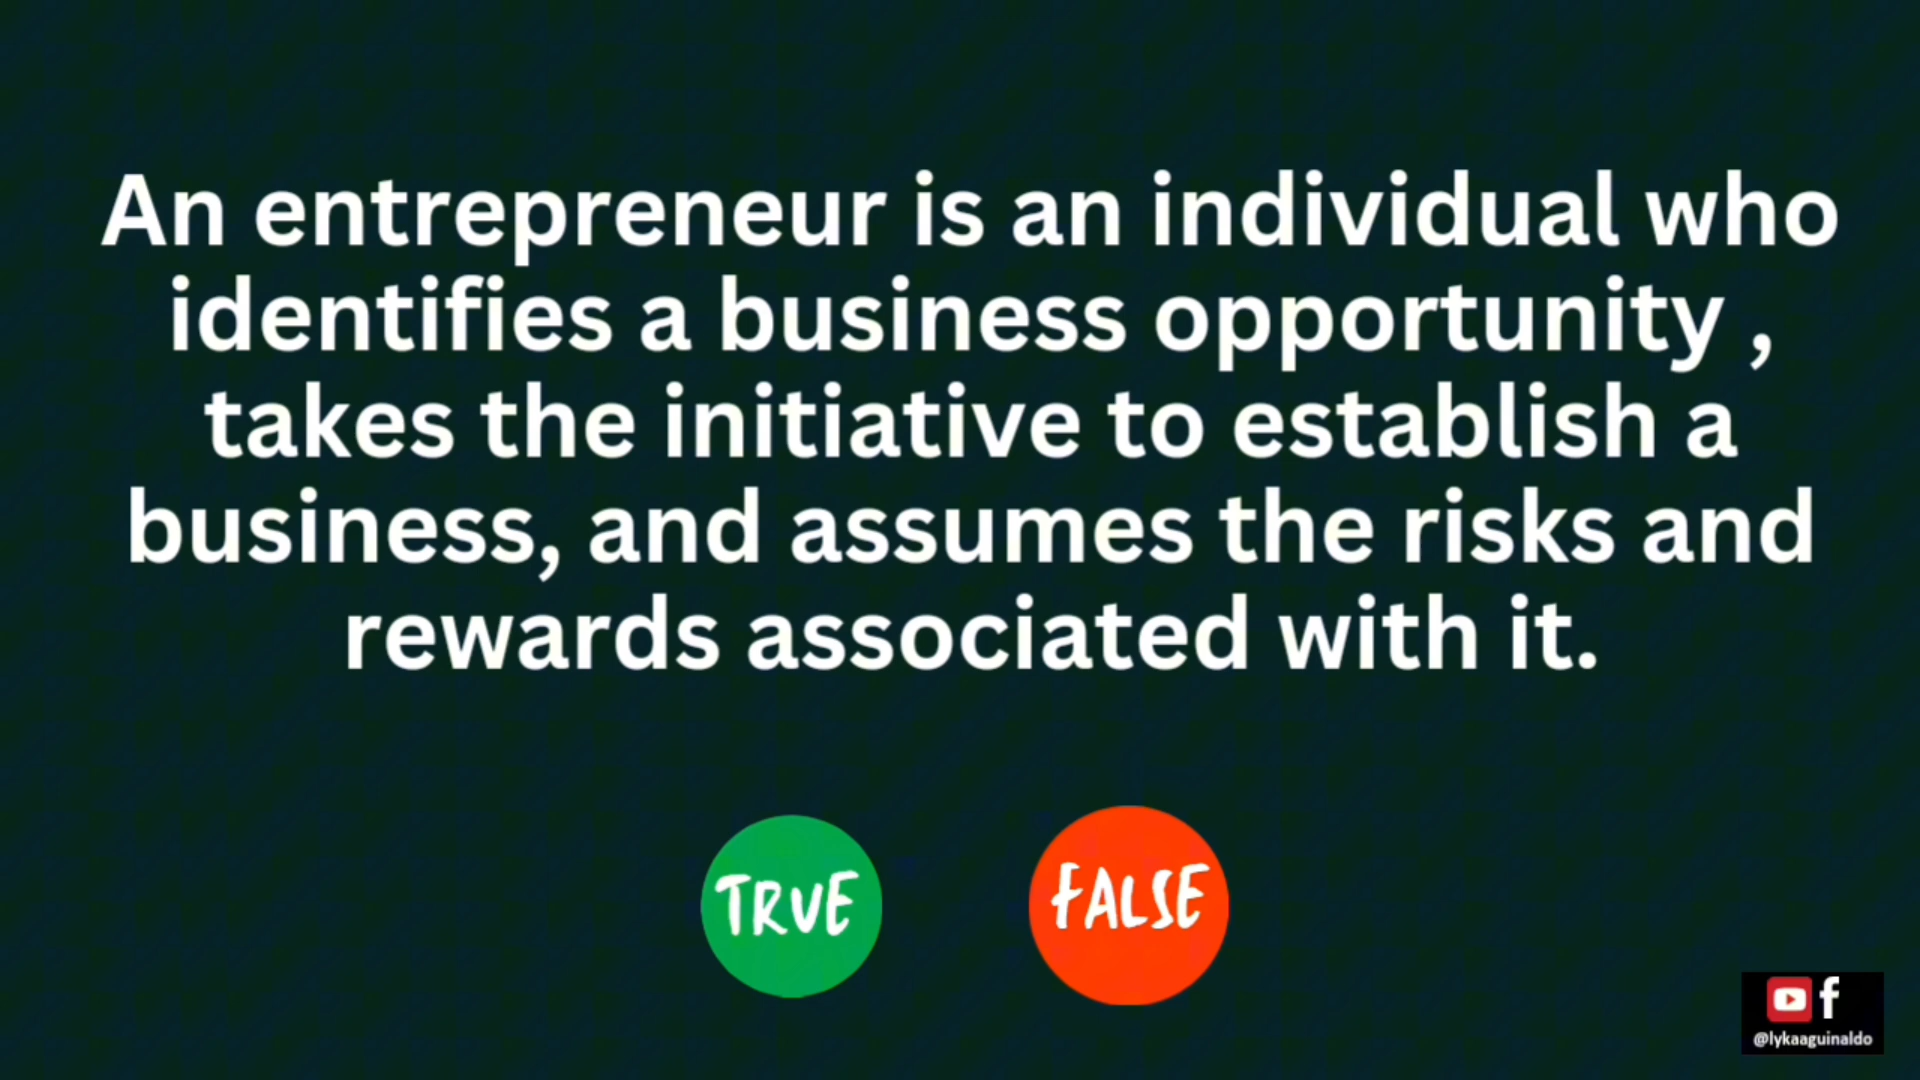 An entrepreneur is an individual who
identifies a business opportunity ,
takes the initiative to establish a
business, and assumes the risks and
rewards associated with it.
TRUE
FALSE
@lykaaguinaldo